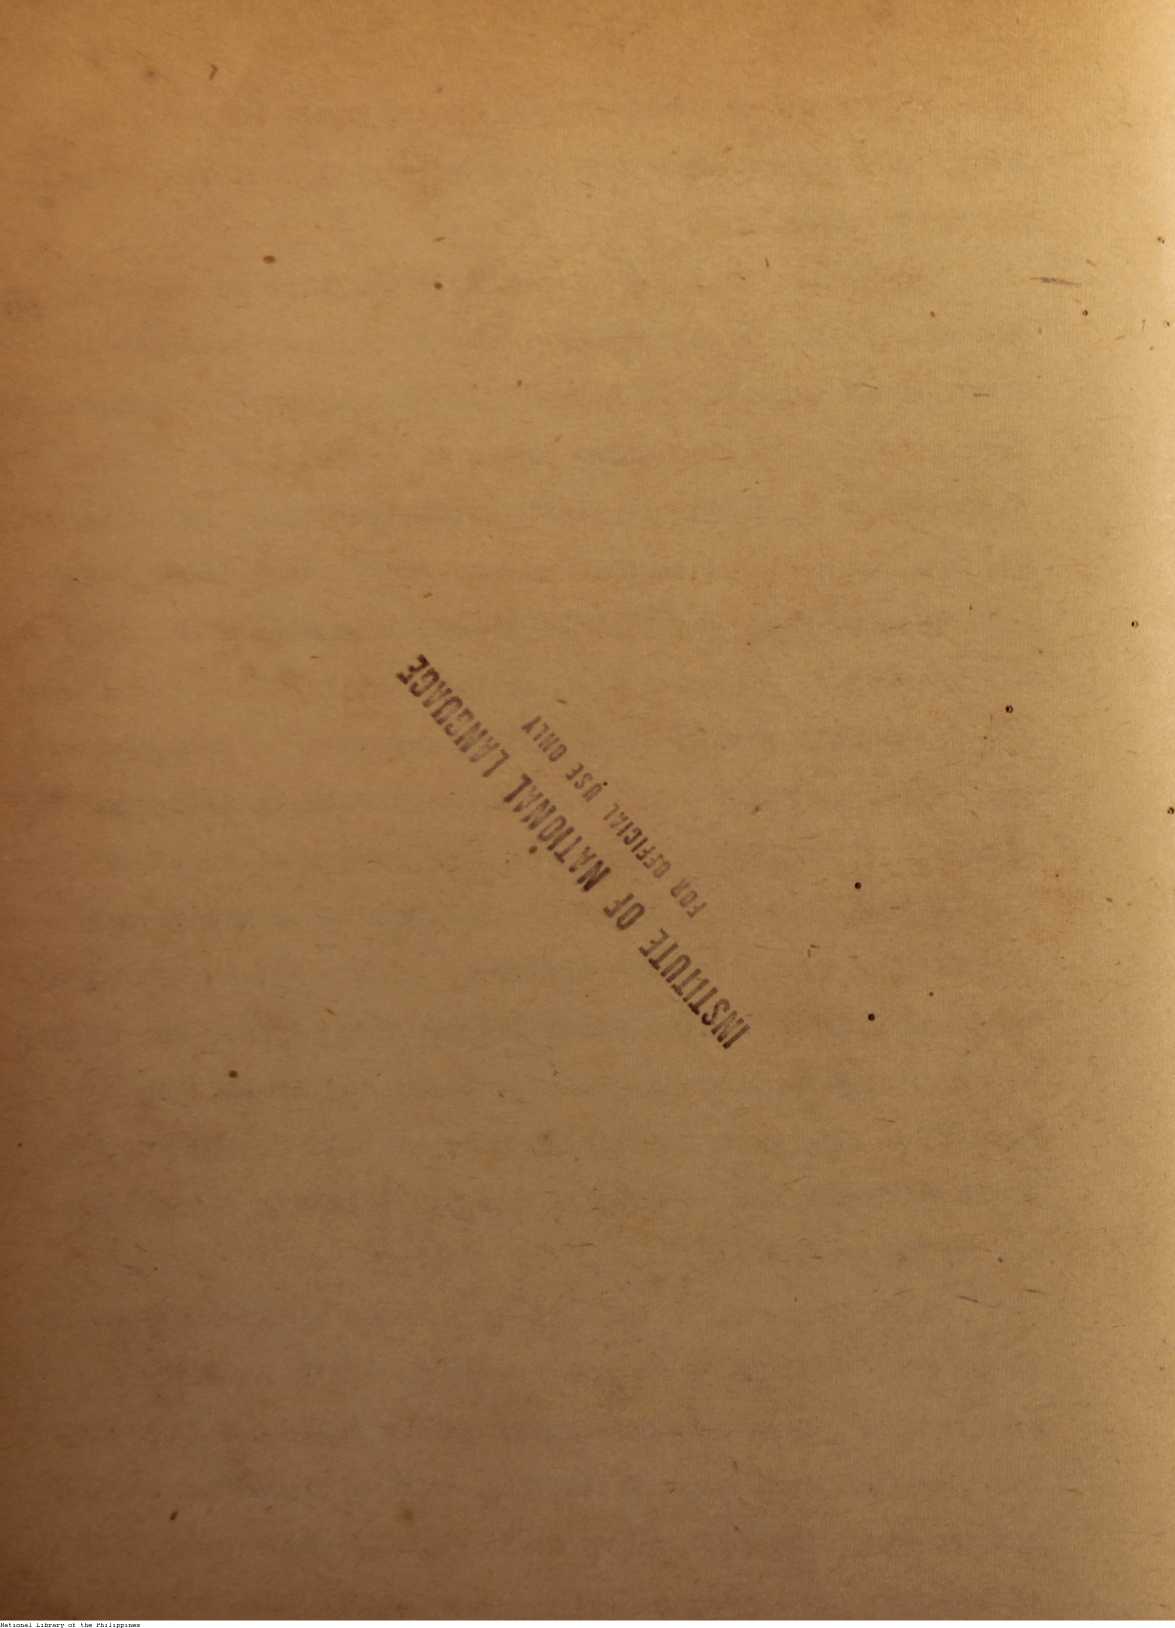 INSTITUTE OF NATIONAL LANGUAGE
FOR OFFICIAL USE ONLY
National Library of the Philippines